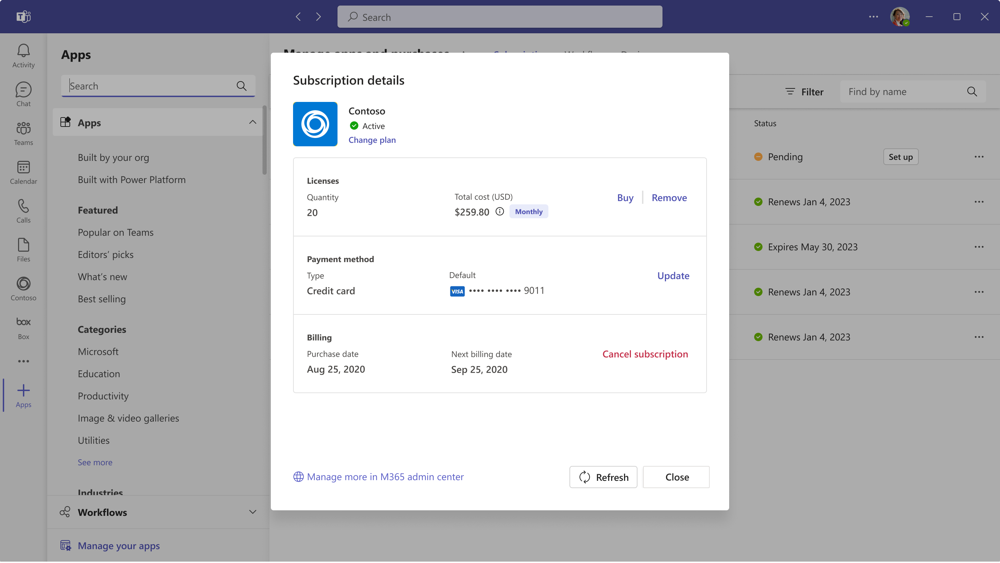 Search
Activity
Chat
Teams
Calendar
Calls
Files
Contoso
box
Box
Apps
Apps
Search
Apps
Built by your org
Built with Power Platform
Featured
Popular on Teams
Editors’ picks
What’s new
Best selling
Categories
Microsoft
Education
Productivity
Image & video galleries
Utilities
See more
Industries
Workflows
Manage your apps
Manage apps and purchases
Subscription details
Contoso
Active
Change plan
Licenses
Quantity
20
Total cost (USD)
$259.80 Monthly
Buy Remove
Payment method
Type
Credit card
Default
VISA •••• •••• •••• 9011
Update
Billing
Purchase date
Aug 25, 2020
Next billing date
Sep 25, 2020
Cancel subscription
Manage more in M365 admin center
Refresh
Close
Filter
Find by name
Status
Pending
Set up
Renews Jan 4, 2023
Expires May 30, 2023
Renews Jan 4, 2023
Renews Jan 4, 2023